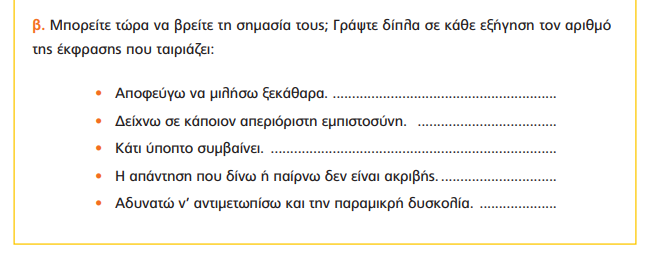 β. Μπορείτε τώρα να βρείτε τη σημασία τους; Γράψτε δίπλα σε κάθε εξήγηση τον αριθμό
της έκφρασης που ταιριάζει:
• Αποφεύγω να μιλήσω ξεκάθαρα. ..........................................................
• Δείχνω σε κάποιον απεριόριστη εμπιστοσύνη. ...................................
• Κάτι ύποπτο συμβαίνει. .........................................................................
• Η απάντηση που δίνω ή παίρνω δεν είναι ακριβής. .............................
• Αδυνατώ ν’ αντιμετωπίσω και την παραμικρή δυσκολία. ....................